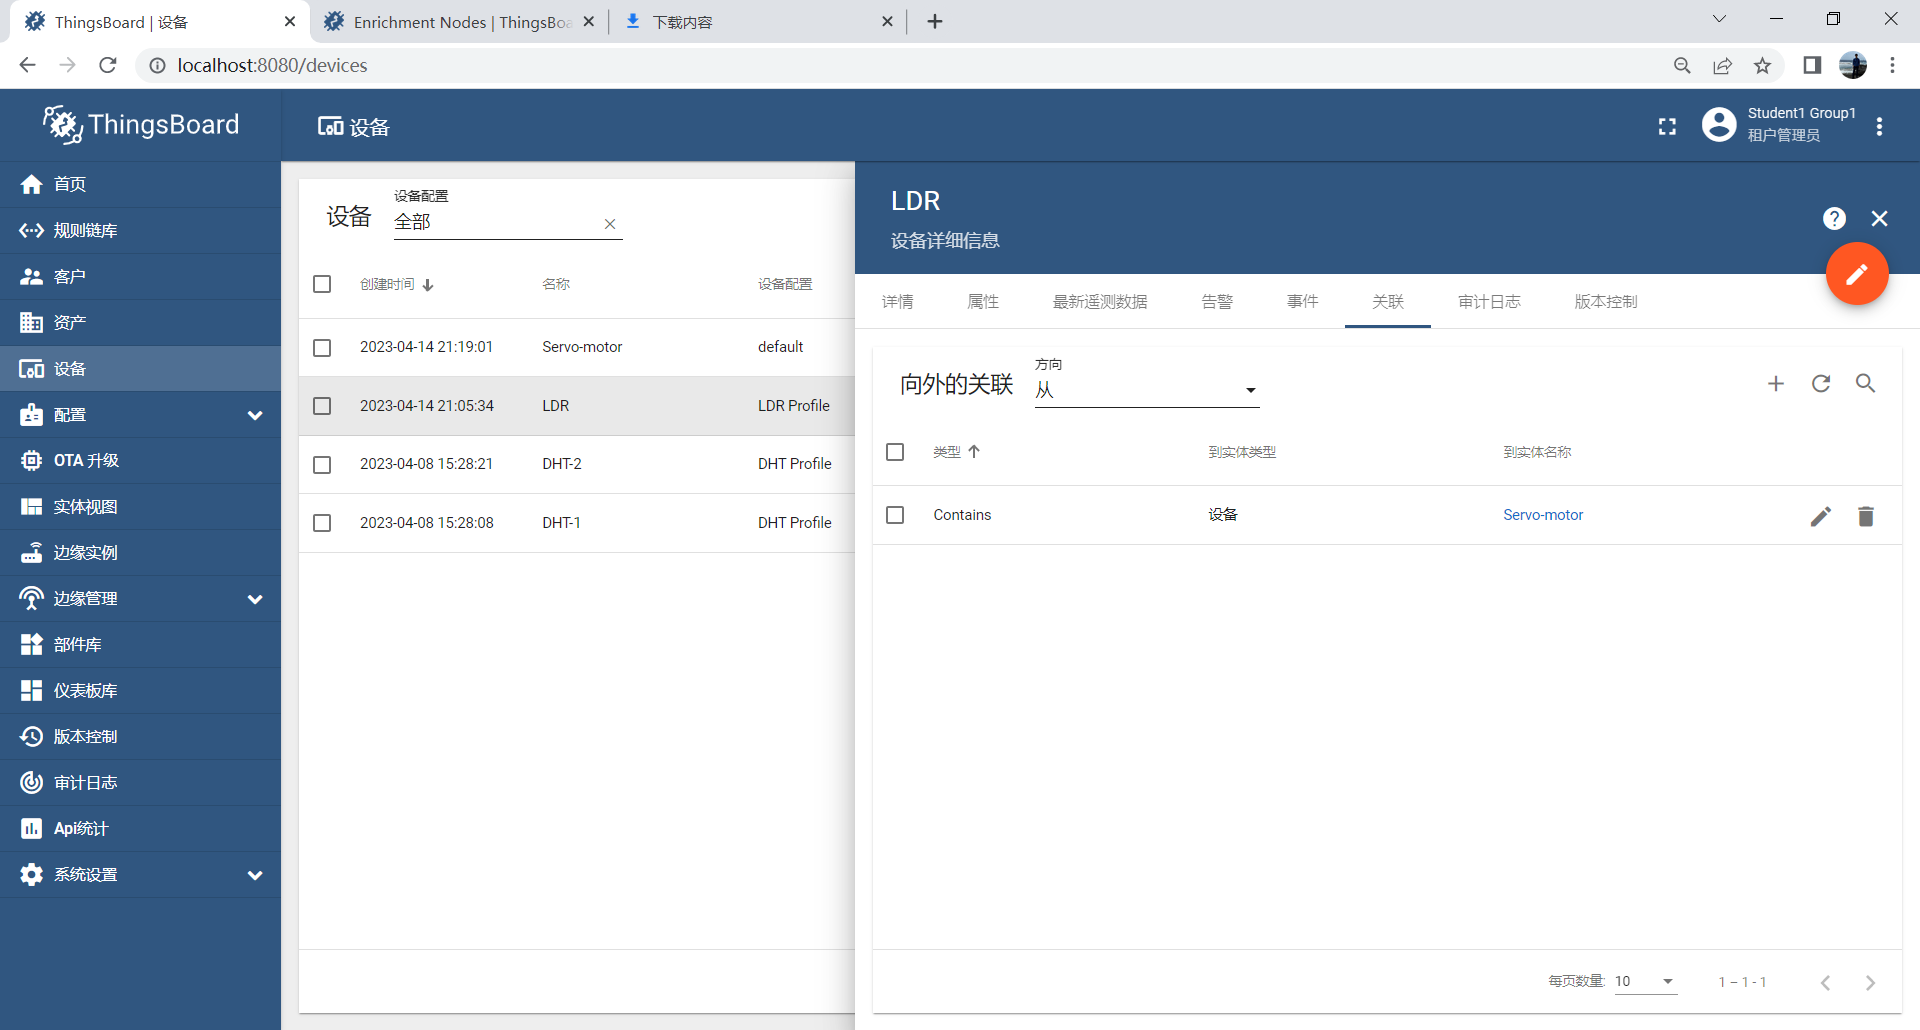 ThingsBoard | 设备
Enrichment Nodes | ThingsBoa
下载内容
localhost:8080/devices
ThingsBoard
设备
Student1 Group1
租户管理员
首页
规则链库
客户
资产
设备
配置
OTA 升级
实体视图
边缘实例
边缘管理
部件库
仪表板库
版本控制
审计日志
Api统计
系统设置
设备
设备配置
全部
创建时间 名称 设备配置
2023-04-14 21:19:01 Servo-motor default
2023-04-14 21:05:34 LDR LDR Profile
2023-04-08 15:28:21 DHT-2 DHT Profile
2023-04-08 15:28:08 DHT-1 DHT Profile
LDR
设备详细信息
详情 属性 最新遥测数据 告警 事件 关联 审计日志 版本控制
向外的关联
方向
从
类型 到实体类型 到实体名称
Contains 设备 Servo-motor
每页数量: 10 1 – 1 - 1